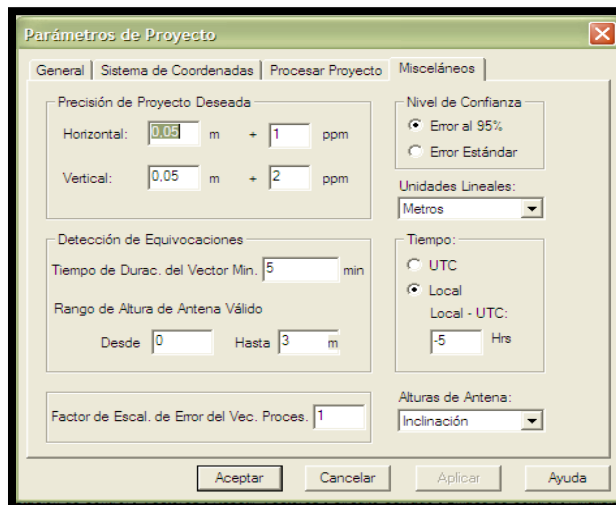 Parámetros de Proyecto
General Sistema de Coordenadas Procesar Proyecto Misceláneos
Precisión de Proyecto Deseada
Horizontal: 0,05 m + 1 ppm
Vertical: 0,05 m + 2 ppm
Nivel de Confianza
Error al 95%
Error Estándar
Unidades Lineales:
Metros
Detección de Equivocaciones
Tiempo de Durac. del Vector Min. 5 min
Rango de Altura de Antena Válido
Desde 0 Hasta 3 m
Tiempo:
UTC
Local
Local - UTC:
-5 Hrs
Factor de Escal. de Error del Vec. Proces. 1
Alturas de Antena:
Inclinación
Aceptar Cancelar Aplicar Ayuda